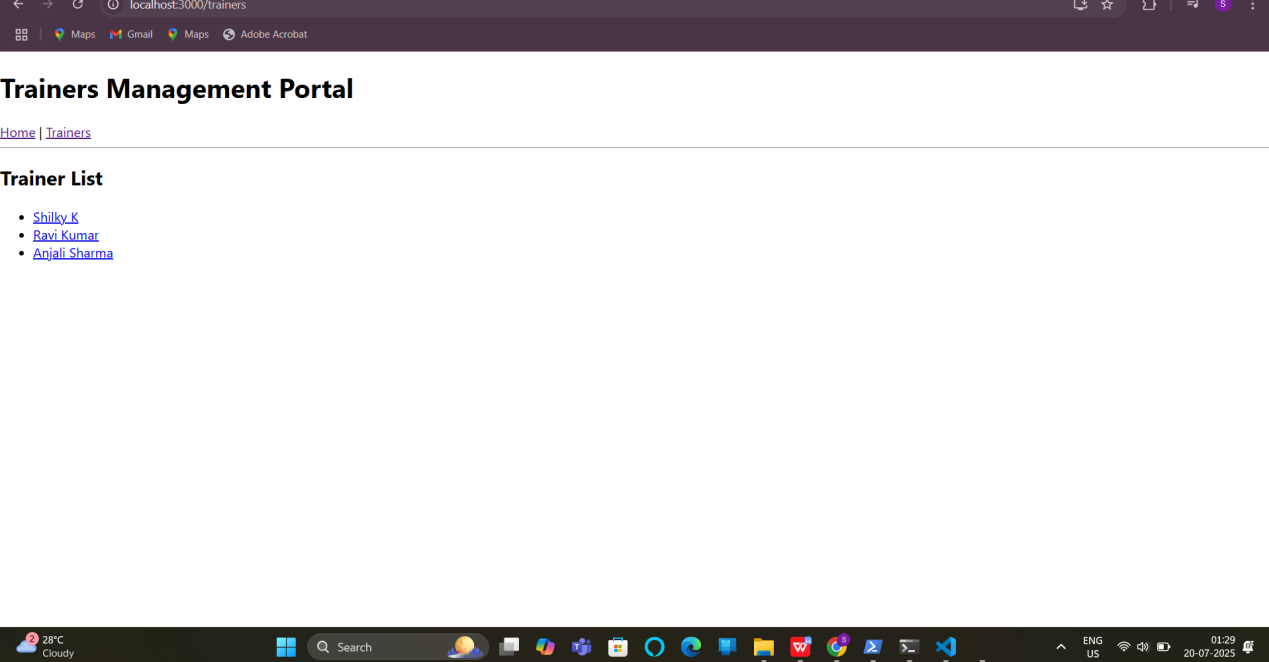 localhost:3000/trainers
Maps Gmail Maps Adobe Acrobat
Trainers Management Portal
Home | Trainers
Trainer List
Shilky K
Ravi Kumar
Anjali Sharma
2 28°C
Cloudy
Search
ENG
US
01:29
20-07-2025